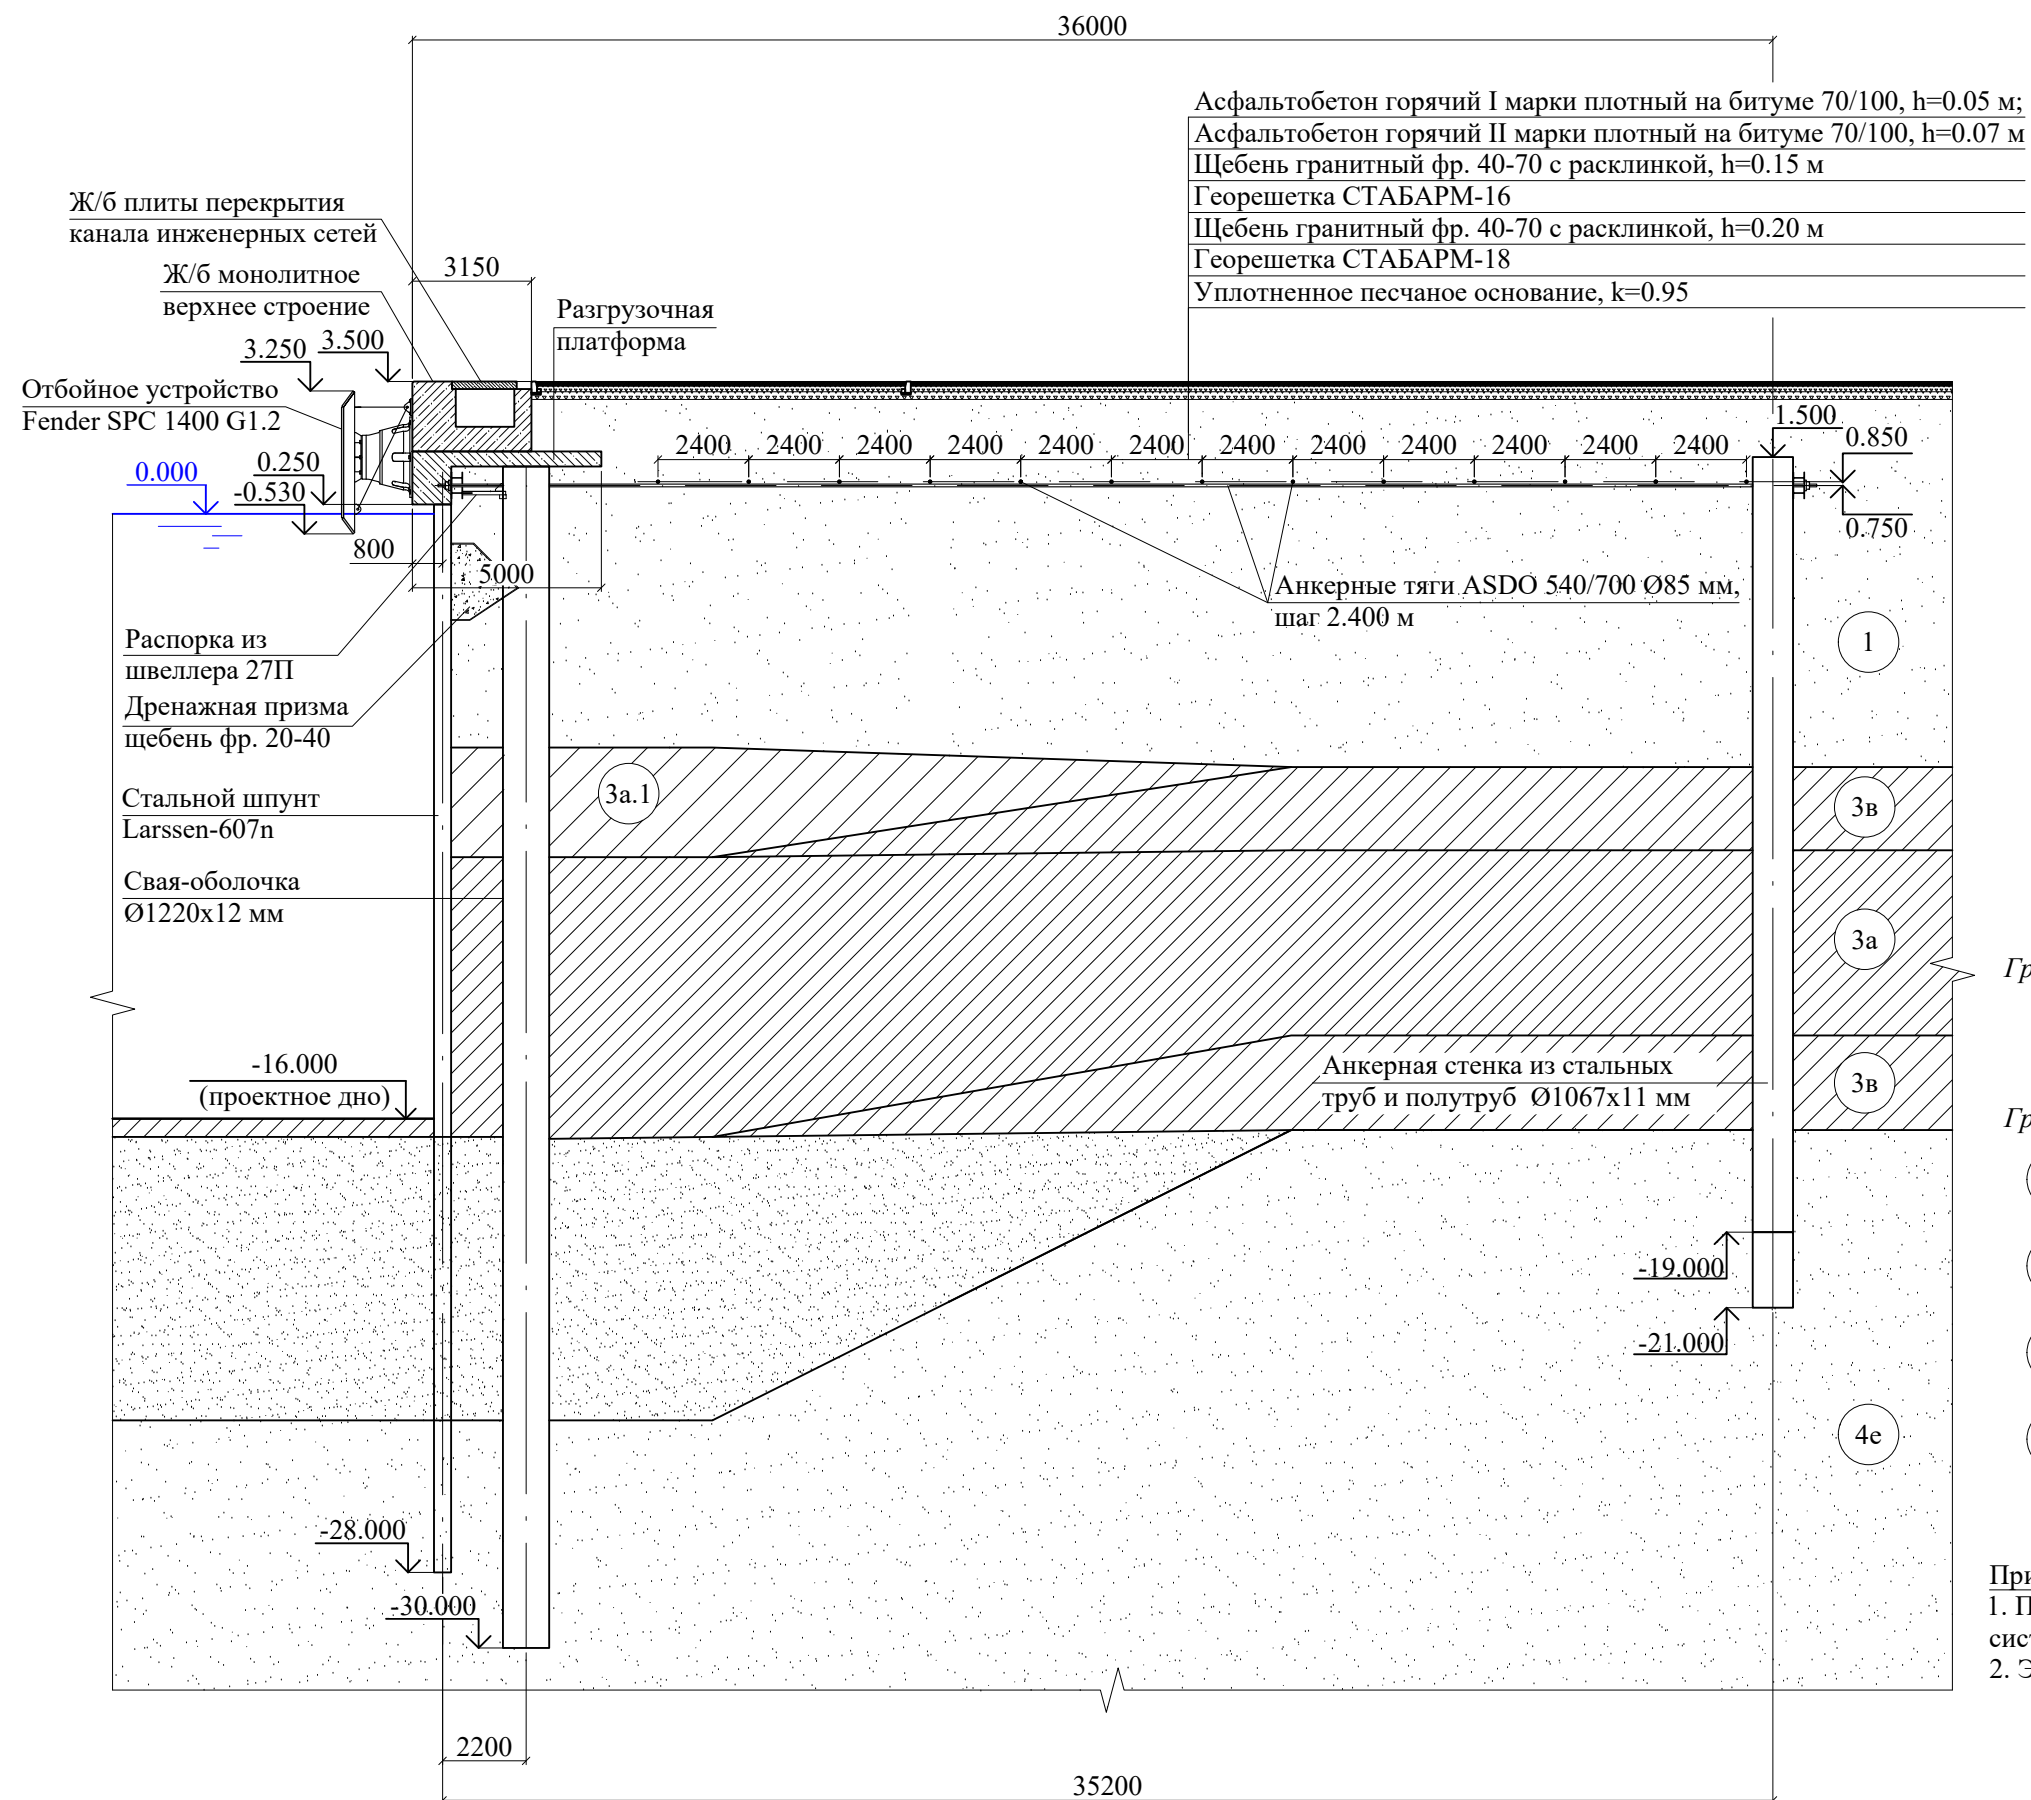 36000
Асфальтобетон горячий I марки плотный на битуме 70/100, h=0.05 м;
Асфальтобетон горячий II марки плотный на битуме 70/100, h=0.07 м
Щебень гранитный фр. 40-70 с расклинкой, h=0.15 м
Георешетка СТАБАРМ-16
Щебень гранитный фр. 40-70 с расклинкой, h=0.20 м
Георешетка СТАБАРМ-18
Уплотненное песчаное основание, k=0.95
Ж/б плиты перекрытия
канала инженерных сетей
Ж/б монолитное
верхнее строение
3150
Разгрузочная
платформа
3.250
3.500
Отбойное устройство
Fender SPC 1400 G1.2
0.000
0.250
-0.530
2400 2400 2400 2400 2400 2400 2400 2400 2400 2400 2400 2400
1.500
0.850
0.750
800
5000
Анкерные тяги ASDO 540/700 Ø85 мм,
шаг 2.400 м
1
Распорка из
швеллера 27П
Дренажная призма
щебень фр. 20-40
Стальной шпунт
Larssen-607n
3а.1
3в
Свая-оболочка
Ø1220x12 мм
3а
Гр
-16.000
(проектное дно)
Анкерная стенка из стальных
труб и полутруб Ø1067x11 мм
3в
Гр
-19.000
-21.000
4е
-28.000
-30.000
При
1. П
сист
2. Э
2200
35200